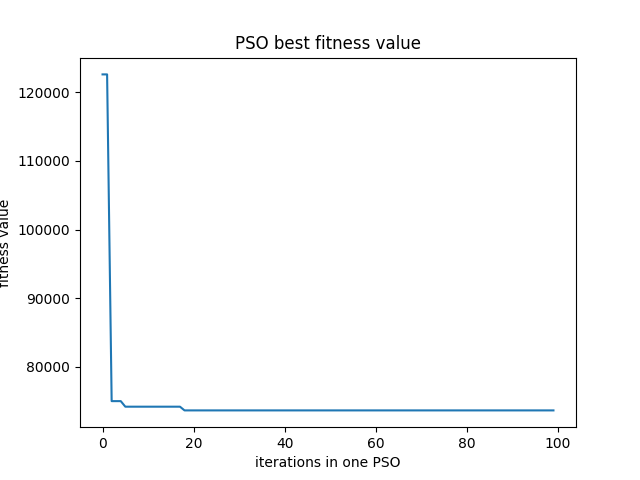 PSO best fitness value
120000
110000
100000
90000
80000
fitness value
0 20 40 60 80 100
iterations in one PSO